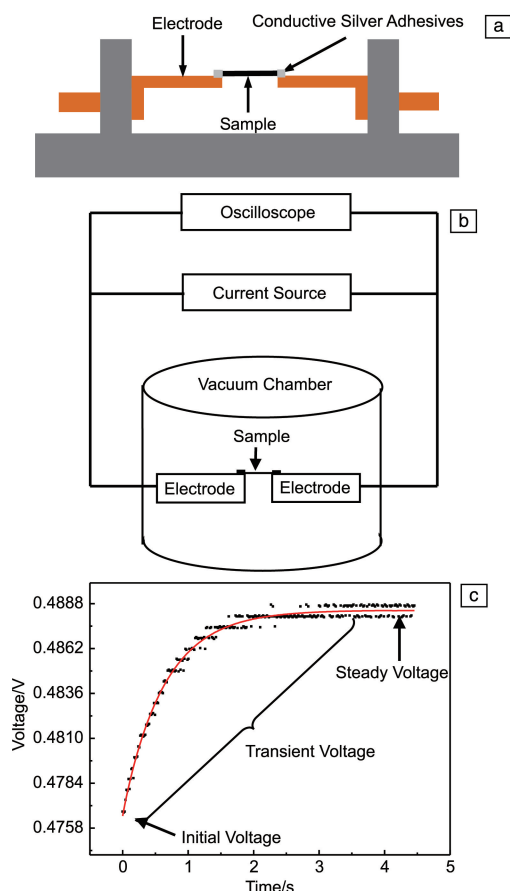 Electrode
Conductive Silver Adhesives
a
Sample
Oscilloscope
b
Current Source
Vacuum Chamber
Sample
Electrode
Electrode
c
0.4888
0.4862
0.4836
0.4810
0.4784
0.4758
Voltage/V
Steady Voltage
Transient Voltage
Initial Voltage
0 1 2 3 4 5
Time/s